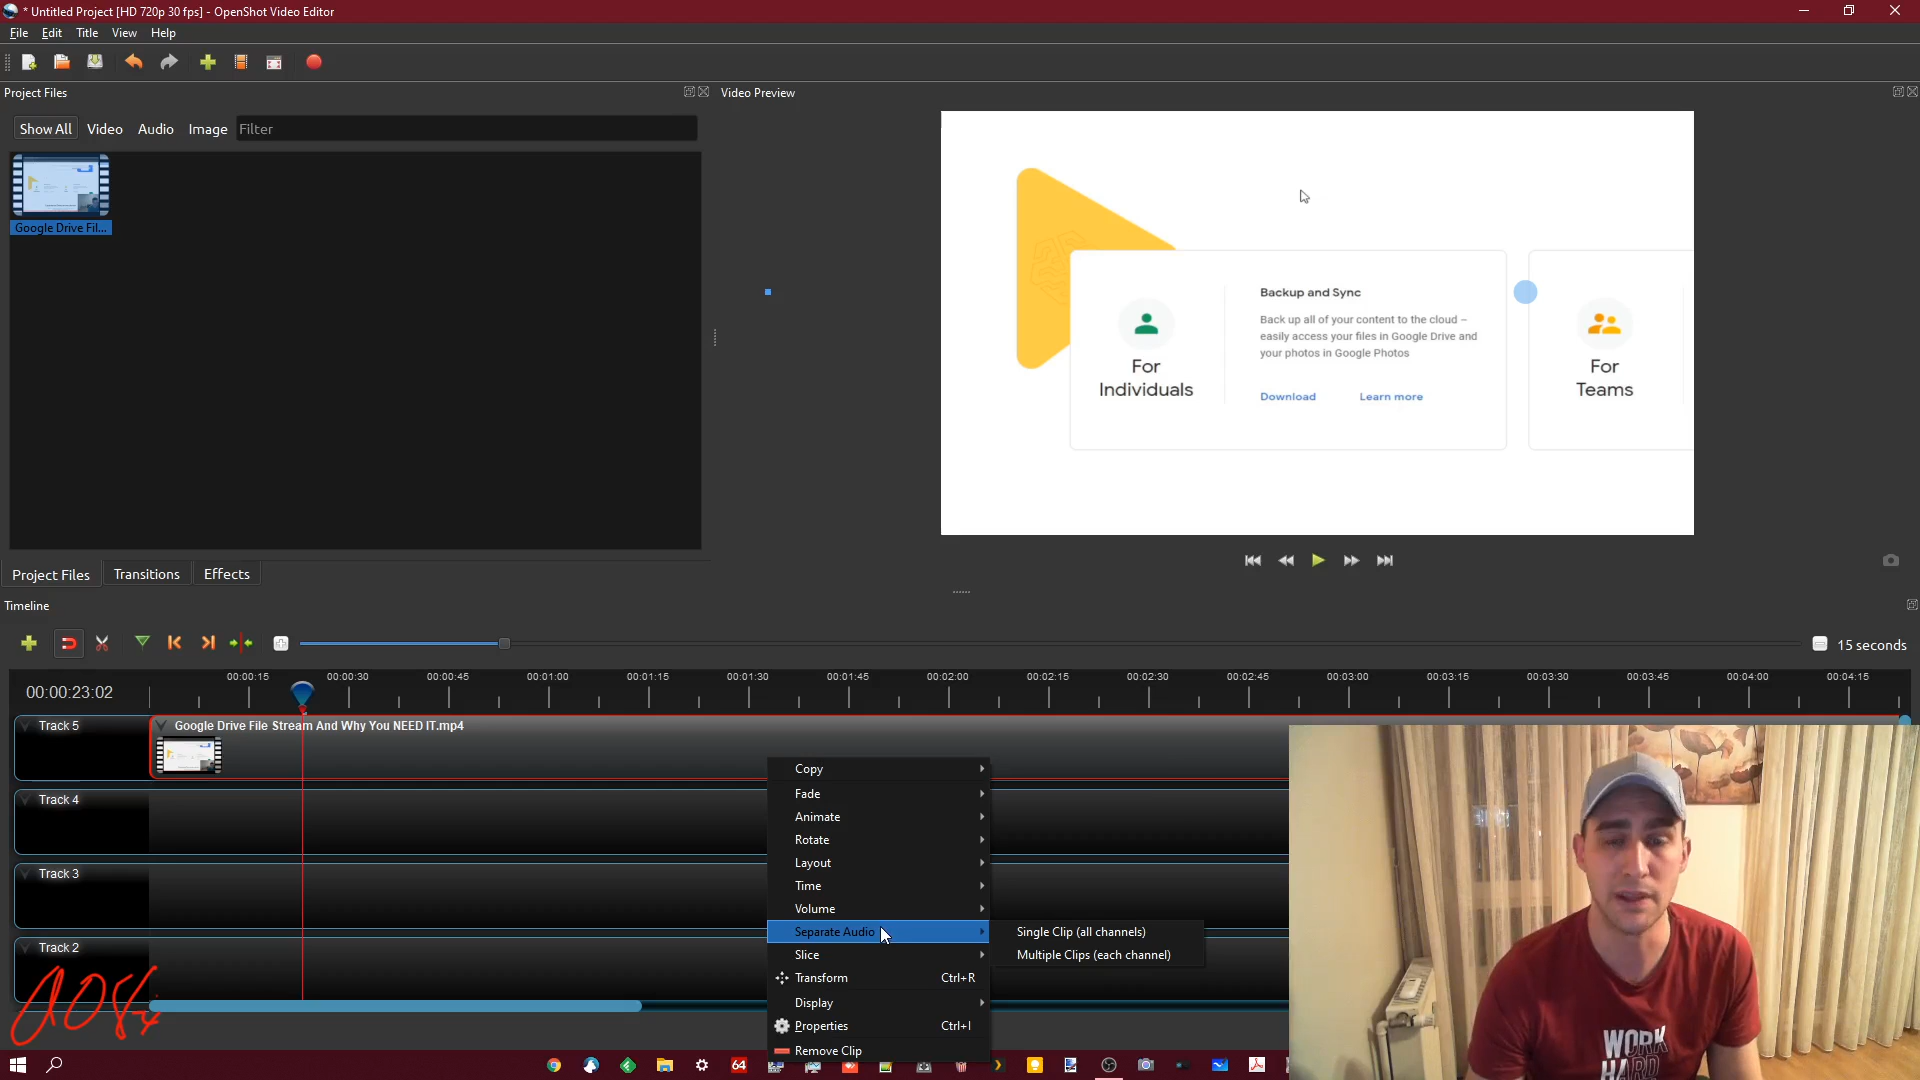 * Untitled Project [HD 720p 30 fps] - OpenShot Video Editor
File Edit Title View Help
Project Files
Video Preview
Show All Video Audio Image Filter
Google Drive Fil...
Backup and Sync
Back up all of your content to the cloud –
easily access your files in Google Drive and
your photos in Google Photos
Download Learn more
For
Individuals
For
Teams
Project Files Transitions Effects
Timeline
15 seconds
00:00:23:02
00:00:15 00:00:30 00:00:45 00:01:00 00:01:15 00:01:30 00:01:45 00:02:00 00:02:15 00:02:30 00:02:45 00:03:00 00:03:15 00:03:30 00:03:45 00:04:00 00:04:15
Track 5
Google Drive File Stream And Why You NEED IT.mp4
Track 4
Track 3
Track 2
Copy
Fade
Animate
Rotate
Layout
Time
Volume
Separate Audio
Single Clip (all channels)
Multiple Clips (each channel)
Slice
Transform Ctrl+R
Display
Properties Ctrl+I
Remove Clip
64
WORK
HARD